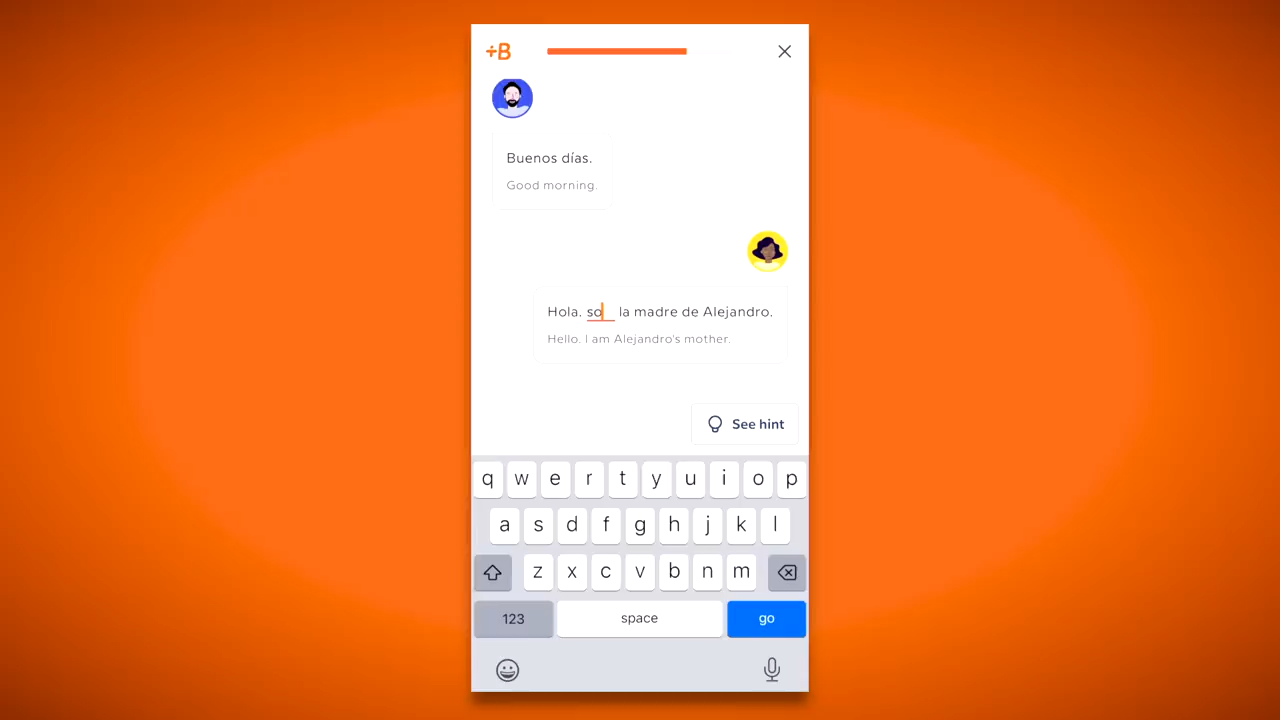 +B
Buenos días.
Good morning.
Hola. so la madre de Alejandro.
Hello. I am Alejandro's mother.
See hint
q w e r t y u i o p
a s d f g h j k l
z x c v b n m
123 space go